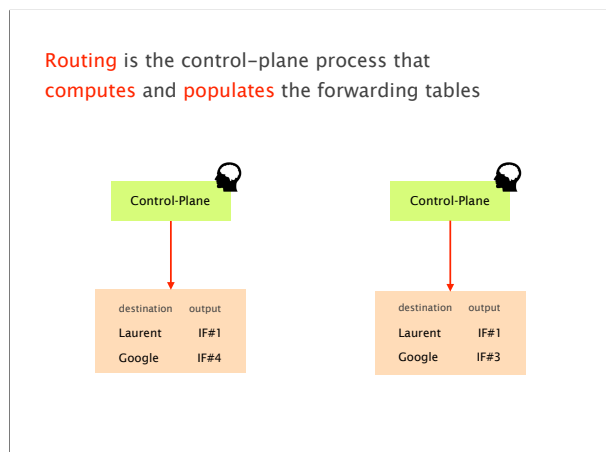 Routing is the control-plane process that
computes and populates the forwarding tables
Control-Plane
destination output
Laurent IF#1
Google IF#4
Control-Plane
destination output
Laurent IF#1
Google IF#3